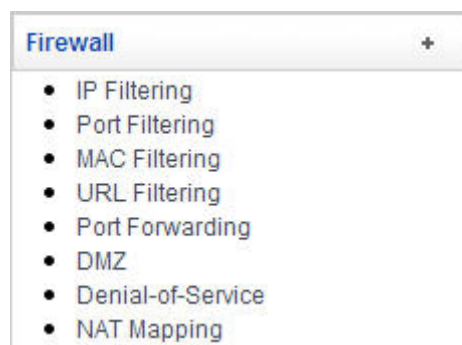 Firewall +
• IP Filtering
• Port Filtering
• MAC Filtering
• URL Filtering
• Port Forwarding
• DMZ
• Denial-of-Service
• NAT Mapping